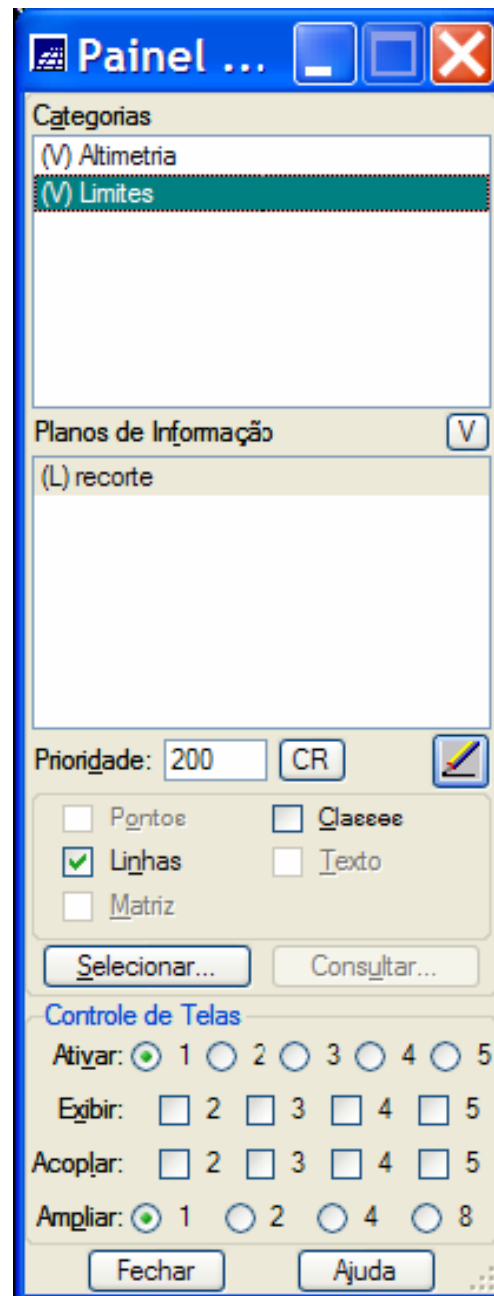 Painel ...
Categorias
(V) Altimetria
(V) Limites
Planos de Informação
V
(L) recorte
Prioridade: 200 CR
Pontos Classes
Linhas Texto
Matriz
Selecionar... Consultar...
Controle de Telas
Ativar: 1 2 3 4 5
Exibir: 2 3 4 5
Acoplar: 2 3 4 5
Ampliar: 1 2 4 8
Fechar Ajuda